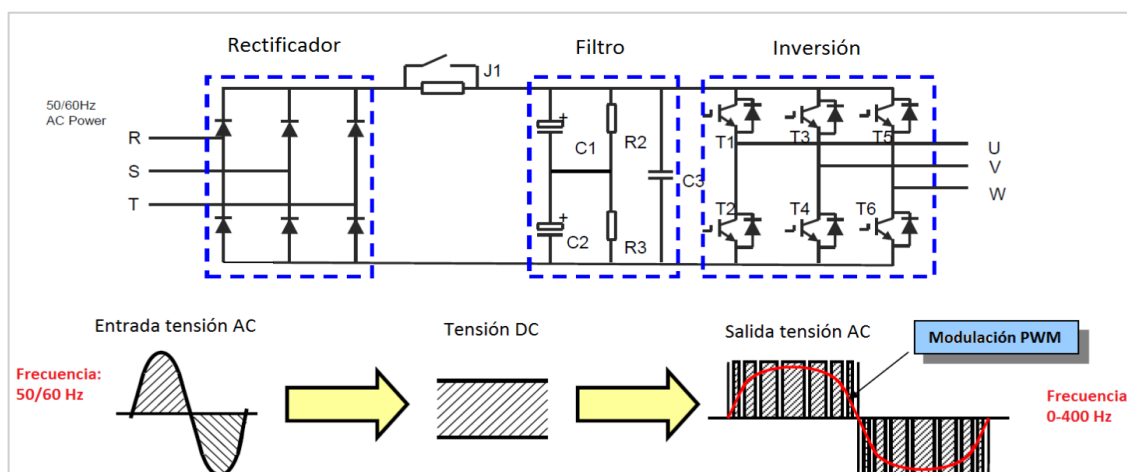 Rectificador
Filtro
Inversión
J1
50/60Hz
AC Power
R
S
T
+
C1
R2
C3
+
C2
R3
T1
T3
T5
T2
T4
T6
U
V
W
Entrada tensión AC
Tensión DC
Salida tensión AC
Modulación PWM
Frecuencia:
50/60 Hz
Frecuencia
0-400 Hz